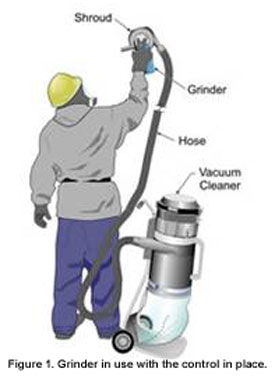 Shroud
Grinder
Hose
Vacuum
Cleaner
Figure 1. Grinder in use with the control in place.